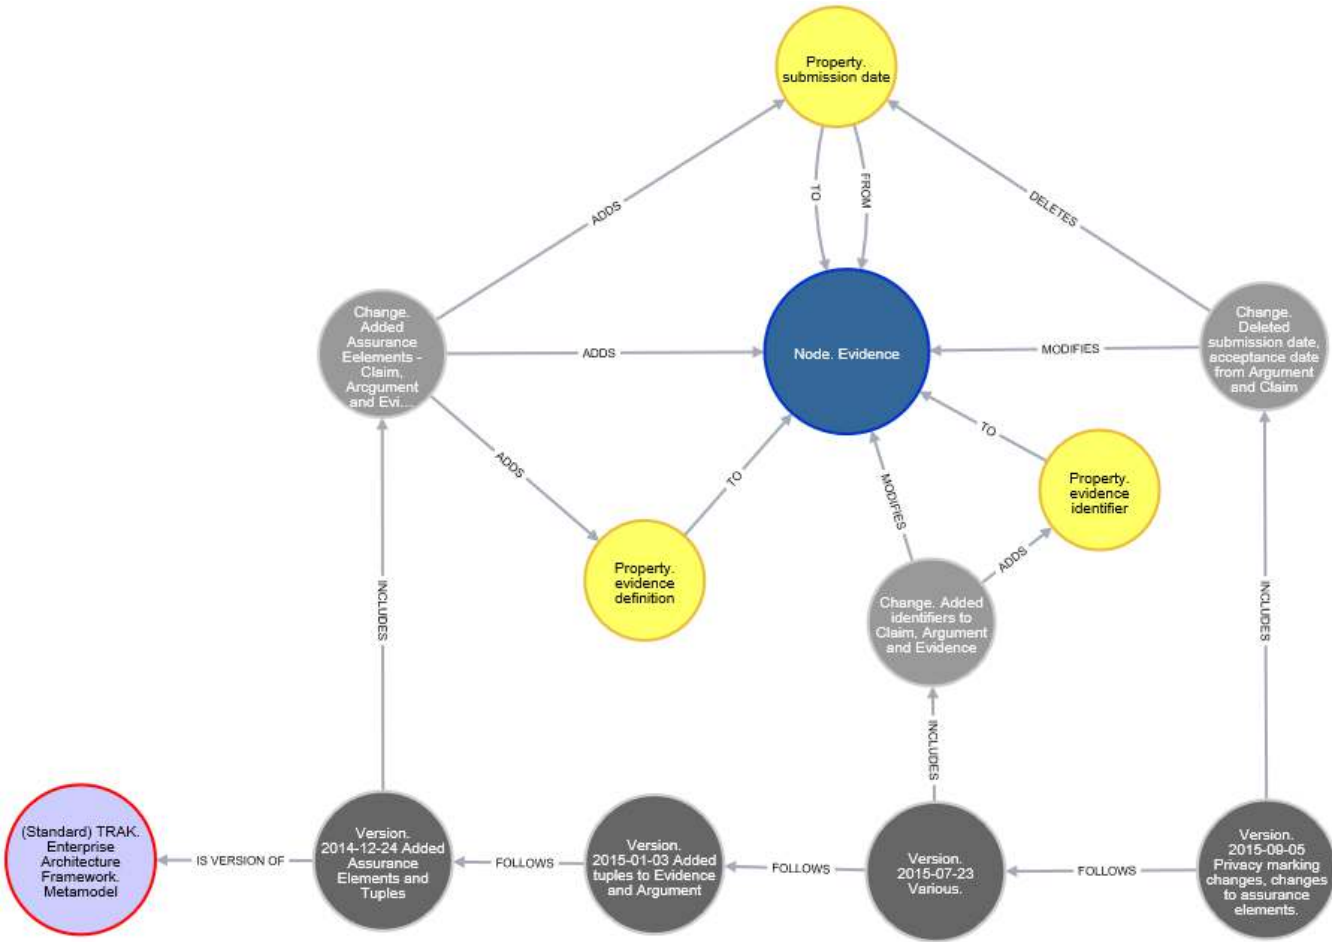 Property.
submission date
TO
FROM
ADDS
DELETES
Change.
Added
Assurance
Eelements -
Claim,
Arcgument
and Evi...
ADDS
Node. Evidence
MODIFIES
Change.
Deleted
submission date,
acceptance date
from Argument
and Claim
ADDS
TO
MODIFIES
TO
Property.
evidence
identifier
Property.
evidence
definition
ADDS
Change. Added
identifiers to
Claim, Argument
and Evidence
INCLUDES
INCLUDES
INCLUDES
(Standard) TRAK.
Enterprise
Architecture
Framework.
Metamodel
IS VERSION OF
Version.
2014-12-24 Added
Assurance
Elements and
Tuples
FOLLOWS
Version.
2015-01-03 Added
tuples to Evidence
and Argument
FOLLOWS
Version.
2015-07-23
Various.
FOLLOWS
Version.
2015-09-05
Privacy marking
changes, changes
to assurance
elements.